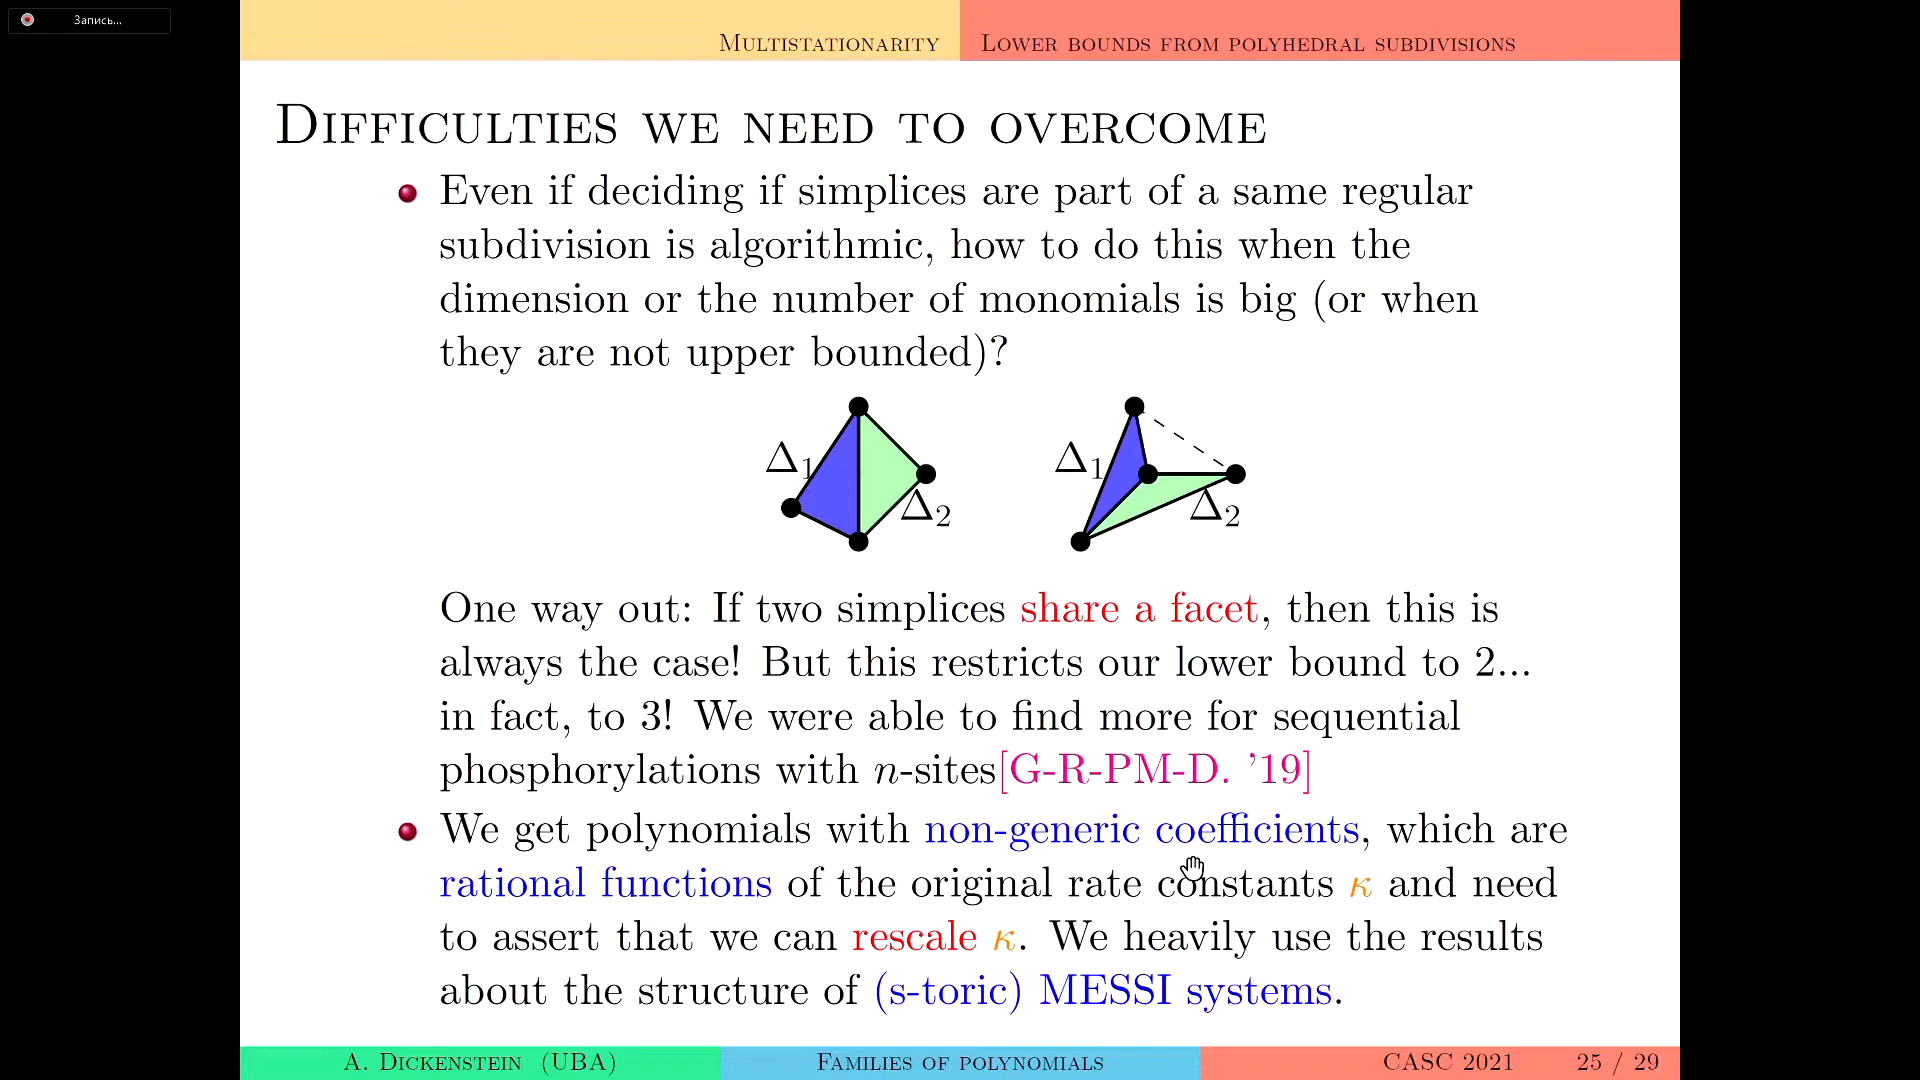 Запись...
Multistationarity
Lower bounds from polyhedral subdivisions
Difficulties we need to overcome
Even if deciding if simplices are part of a same regular
subdivision is algorithmic, how to do this when the
dimension or the number of monomials is big (or when
they are not upper bounded)?
Δ1
Δ2
Δ1
Δ2
One way out: If two simplices share a facet, then this is
always the case! But this restricts our lower bound to 2...
in fact, to 3! We were able to find more for sequential
phosphorylations with n-sites[G-R-PM-D. ’19]
We get polynomials with non-generic coefficients, which are
rational functions of the original rate constants κ and need
to assert that we can rescale κ. We heavily use the results
about the structure of (s-toric) MESSI systems.
A. Dickenstein (UBA)
Families of polynomials
CASC 2021
25 / 29